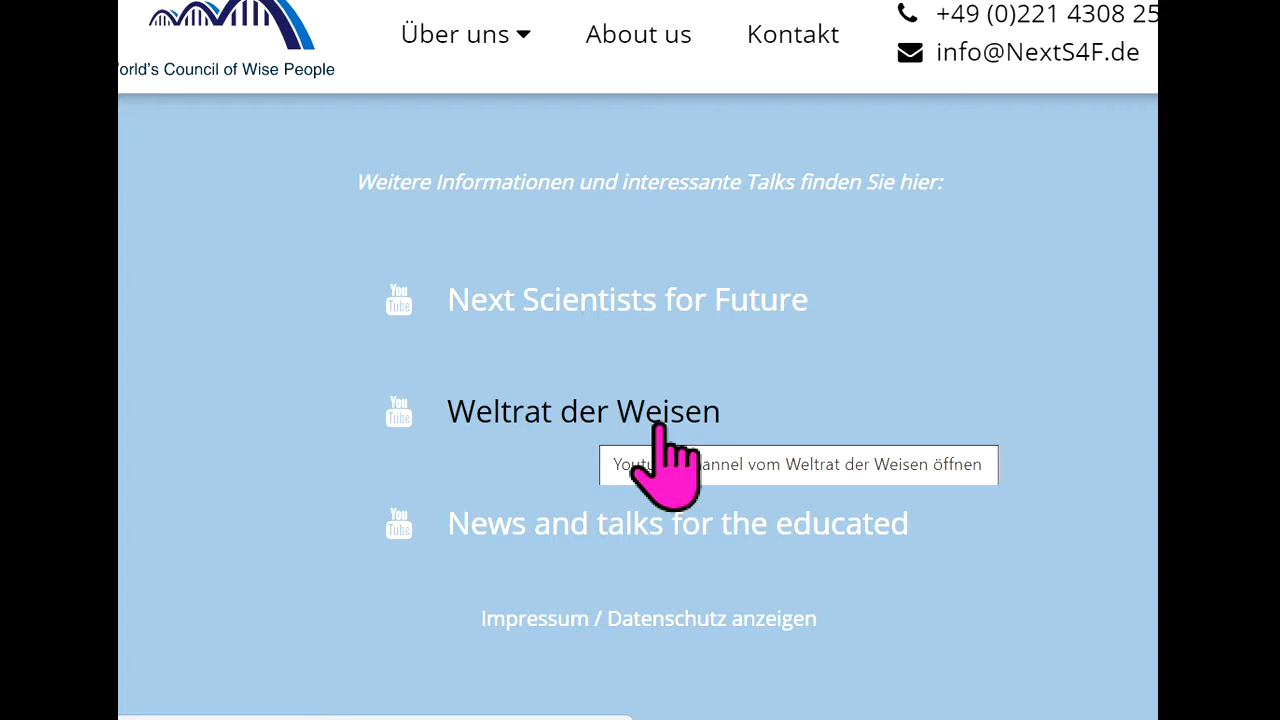 Über uns
About us
Kontakt
+49 (0)221 4308 25
info@NextS4F.de
orld's Council of Wise People
Weitere Informationen und interessante Talks finden Sie hier:
You Tube Next Scientists for Future
You Tube Weltrat der Weisen
vom Weltrat der Weisen öffnen
You Tube News and talks for the educated
Impressum / Datenschutz anzeigen